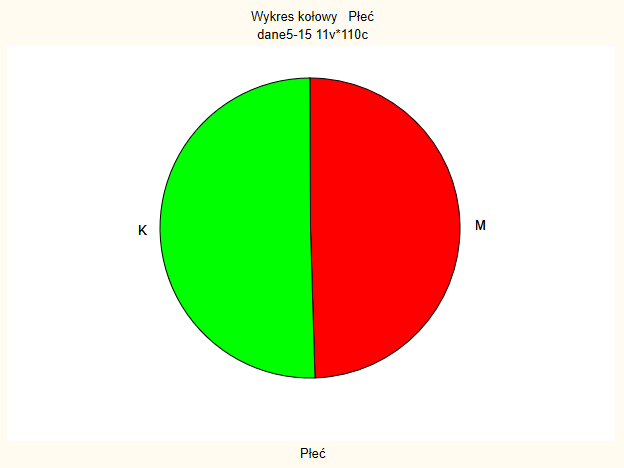 Wykres kołowy   Płeć
dane5-15 11v*110c
K
M
Płeć